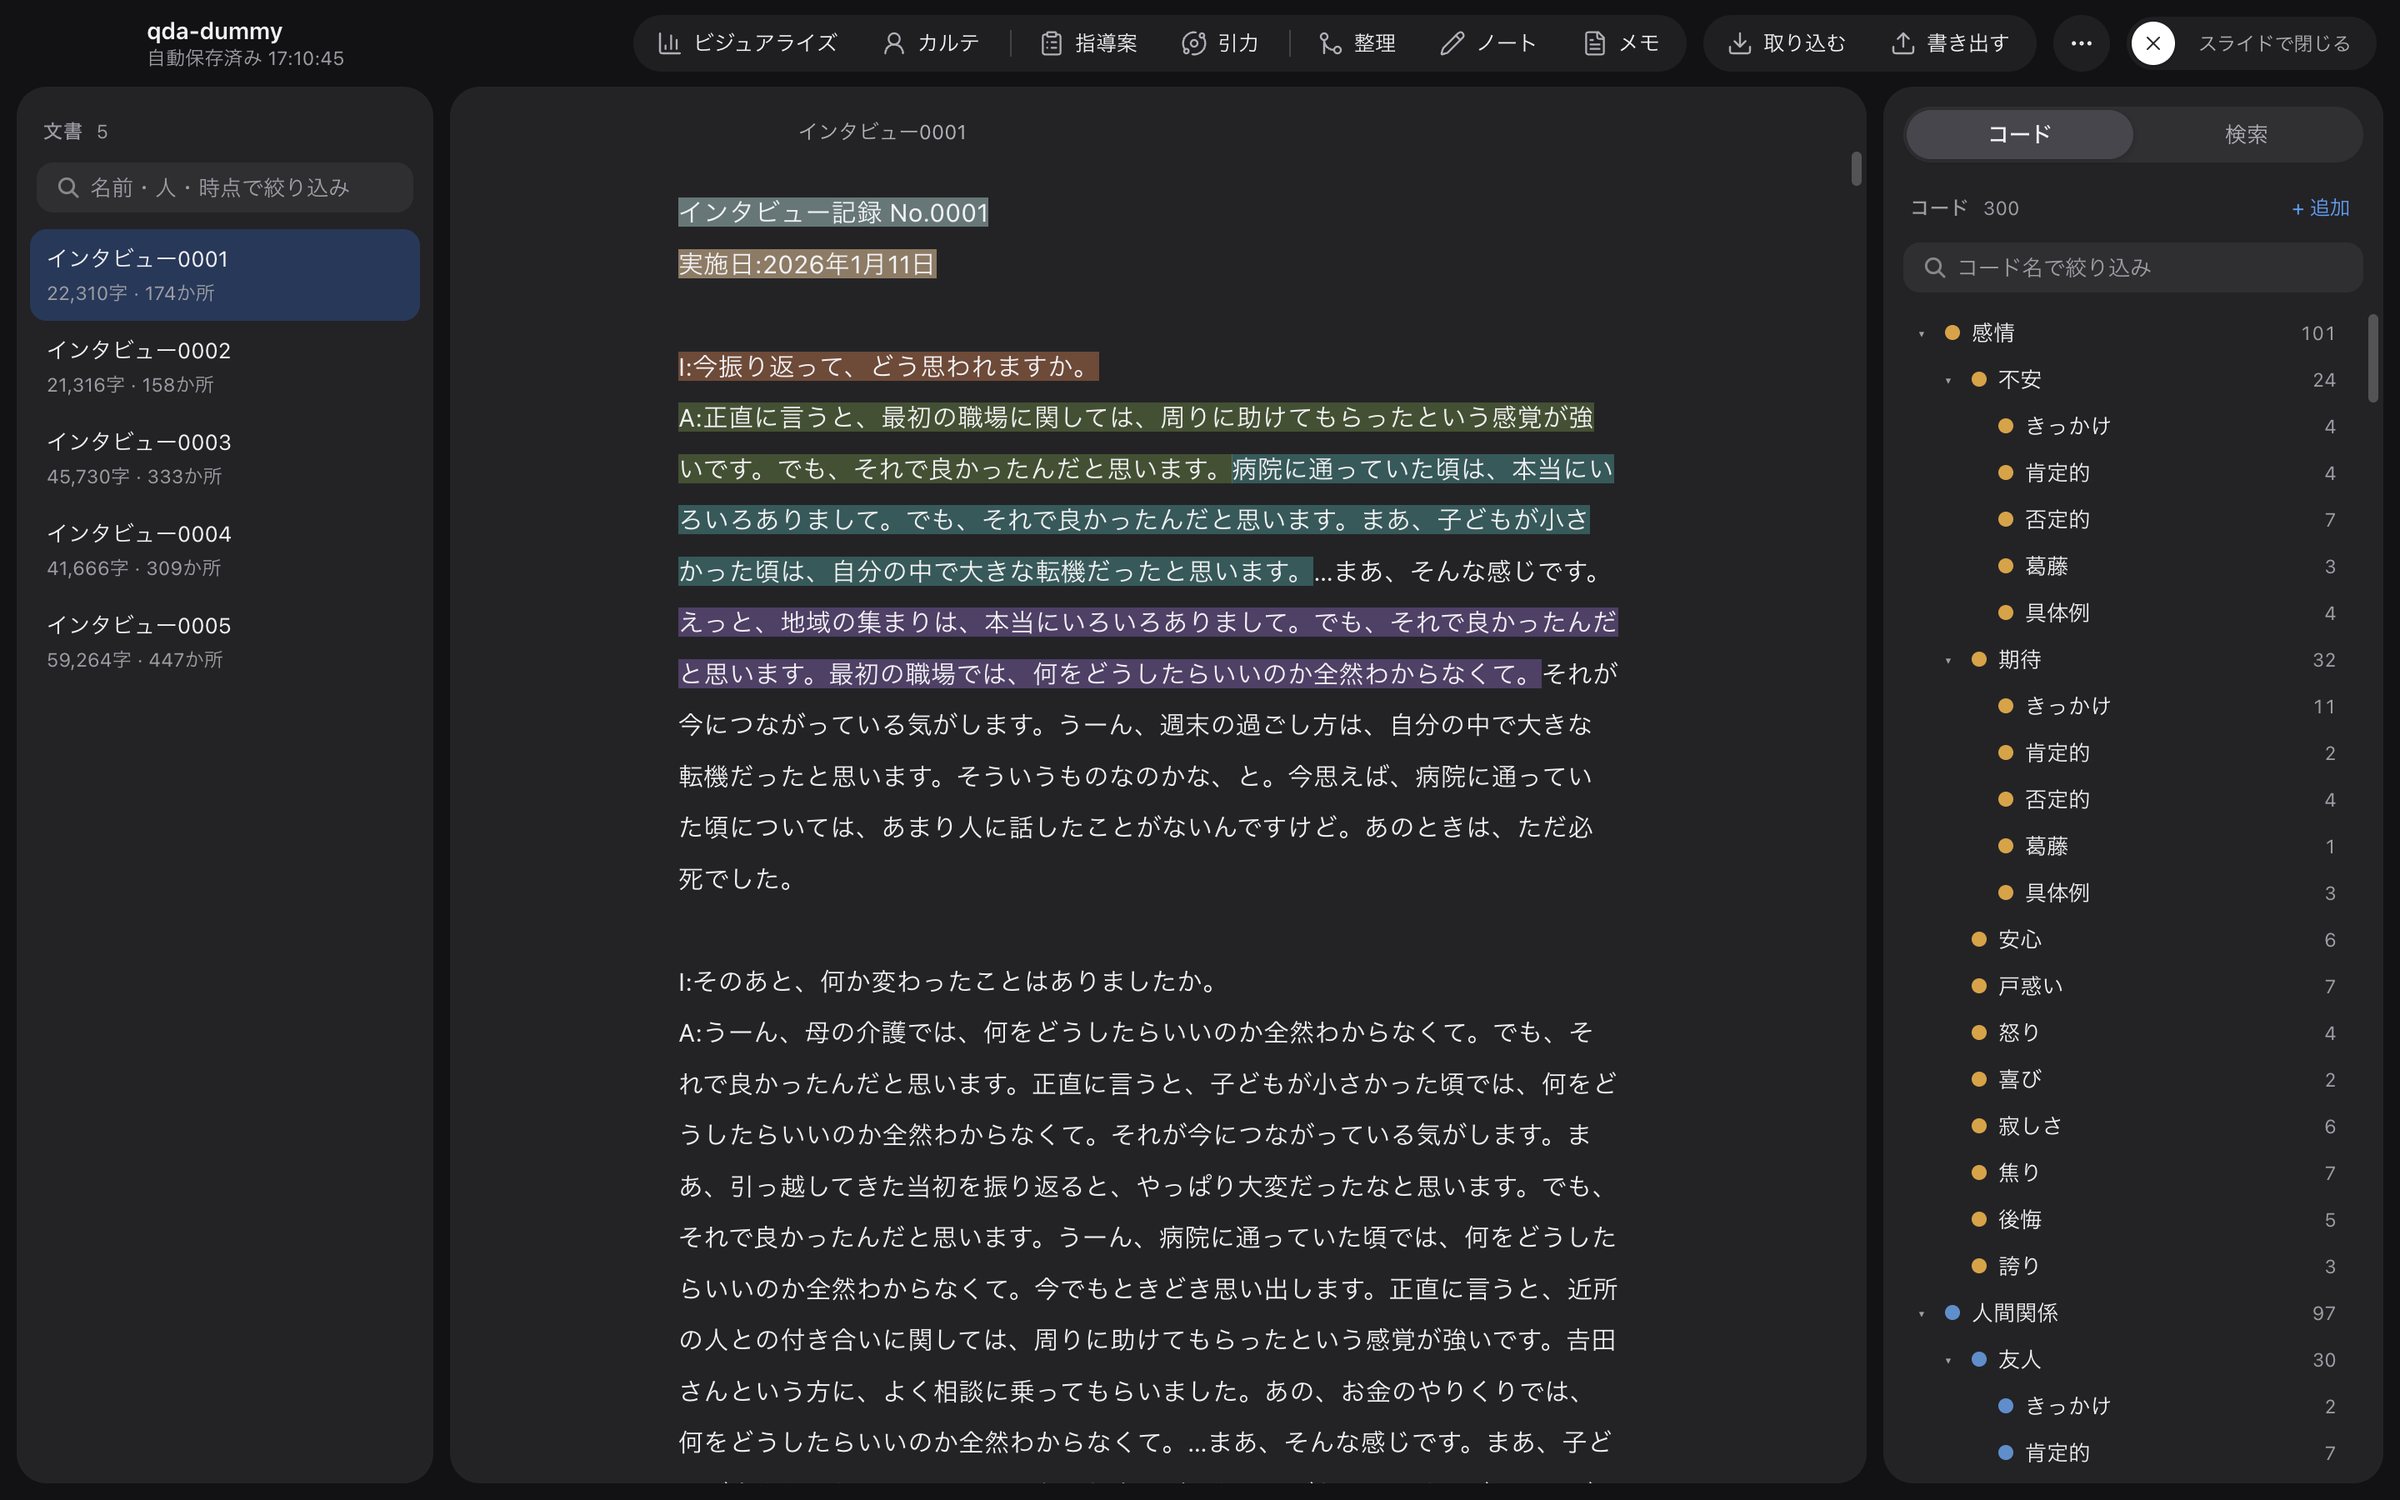 qda-dummy
自動保存済み 17:10:45
ビジュアライズ
カルテ
指導案
引力
整理
ノート
メモ
取り込む
書き出す
スライドで閉じる
文書 5
名前・人・時点で絞り込み
インタビュー0001
22,310字 · 174か所
インタビュー0002
21,316字 · 158か所
インタビュー0003
45,730字 · 333か所
インタビュー0004
41,666字 · 309か所
インタビュー0005
59,264字 · 447か所
インタビュー0001
インタビュー記録 No.0001
実施日:2026年1月11日
I:今振り返って、どう思われますか。
A:正直に言うと、最初の職場に関しては、周りに助けてもらったという感覚が強
いです。でも、それで良かったんだと思います。病院に通っていた頃は、本当にい
ろいろありまして。でも、それで良かったんだと思います。まあ、子どもが小さ
かった頃は、自分の中で大きな転機だったと思います。...まあ、そんな感じです。
えっと、地域の集まりは、本当にいろいろありまして。でも、それで良かったんだ
と思います。最初の職場では、何をどうしたらいいのか全然わからなくて。それが
今につながっている気がします。うーん、週末の過ごし方は、自分の中で大きな
転機だったと思います。そういうものなのかな、と。今思えば、病院に通ってい
た頃については、あまり人に話したことがないんですけど。あのときは、ただ必
死でした。
I:そのあと、何か変わったことはありましたか。
A:うーん、母の介護では、何をどうしたらいいのか全然わからなくて。でも、そ
れで良かったんだと思います。正直に言うと、子どもが小さかった頃では、何をど
うしたらいいのか全然わからなくて。それが今につながっている気がします。ま
あ、引っ越してきた当初を振り返ると、やっぱり大変だったなと思います。でも、
それで良かったんだと思います。うーん、病院に通っていた頃では、何をどうした
らいいのか全然わからなくて。今でもときどき思い出します。正直に言うと、近所
の人との付き合いに関しては、周りに助けてもらったという感覚が強いです。𠮷田
さんという方に、よく相談に乗ってもらいました。あの、お金のやりくりでは、
何をどうしたらいいのか全然わからなくて。...まあ、そんな感じです。まあ、子ど
コード
検索
コード 300
+ 追加
コード名で絞り込み
感情 101
不安 24
きっかけ 4
肯定的 4
否定的 7
葛藤 3
具体例 4
期待 32
きっかけ 11
肯定的 2
否定的 4
葛藤 1
具体例 3
安心 6
戸惑い 7
怒り 4
喜び 2
寂しさ 6
焦り 7
後悔 5
誇り 3
人間関係 97
友人 30
きっかけ 2
肯定的 7